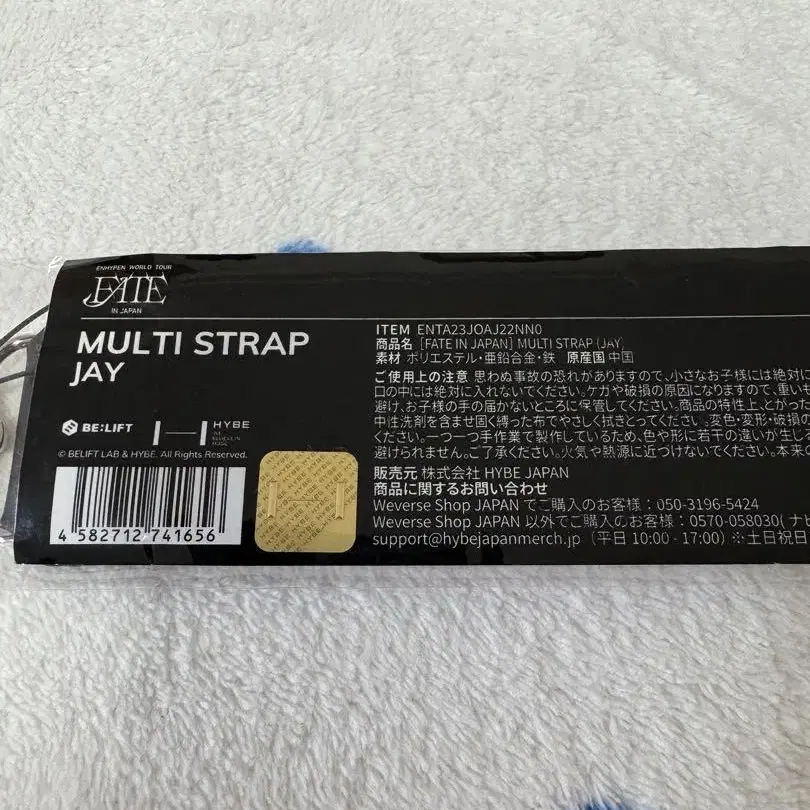 ENHYPEN WORLD TOUR
FATE
IN JAPAN
MULTI STRAP
JAY
BE:LIFT
HYBE
WE
BELIEVE IN
MUSIC
© BELIFT LAB & HYBE. All Rights Reserved.
4 582712 741656
ITEM ENTA23JOAJ22NN0
商品名 [FATE IN JAPAN] MULTI STRAP (JAY)
素材 ポリエステル・亜鉛合金・鉄 原産国 中国
ご使用上の注意 思わぬ事故の恐れがありますので、小さなお子様には絶対に
口の中には絶対に入れないでください。ケガや破損の原因になりますので、重い
避け、お子様の手の届かないところに保管してください。商品の特性上、とがった
中性洗剤を含ませ固く縛った布でやさしく拭きとってください。変色・変形・破損の
ください。一つ一つ手作業で製作しているため、色や形に若干の違いが生じ
避けられません。ご了承ください。火気や熱源に近づけないでください。本来の
販売元 株式会社 HYBE JAPAN
商品に関するお問い合わせ
Weverse Shop JAPAN でご購入のお客様：050-3196-5424
Weverse Shop JAPAN 以外でご購入のお客様：0570-058030( ナビ
support@hybejapanmerch.jp (平日 10:00 - 17:00) ※土日祝日